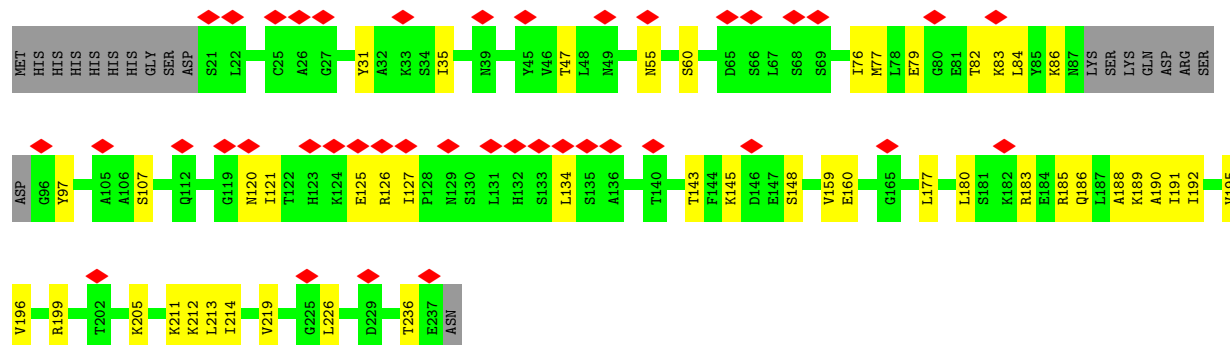 MET HIS HIS HIS HIS HIS HIS GLY SER ASP S21 L22 C25 A26 G27 Y31 A32 K33 S34 I35 N39 Y45 V46 T47 L48 N49 N55 S60 D65 S66 L67 S68 S69 I76 M77 L78 E79 G80 E81 T82 K83 L84 Y85 K86 N87 LYS SER LYS GLN ASP ARG SER
ASP G96 Y97 A105 A106 S107 Q112 G119 N120 I121 T122 H123 K124 E125 R126 I127 P128 N129 S130 L131 H132 S133 L134 S135 A136 T140 T143 F144 K145 D146 E147 S148 V159 E160 G165 L177 L180 S181 K182 R183 E184 R185 Q186 L187 A188 K189 A190 I191 I192
V196 R199 T202 K205 K211 K212 L213 I214 V219 G225 L226 D229 T236 E237 ASN